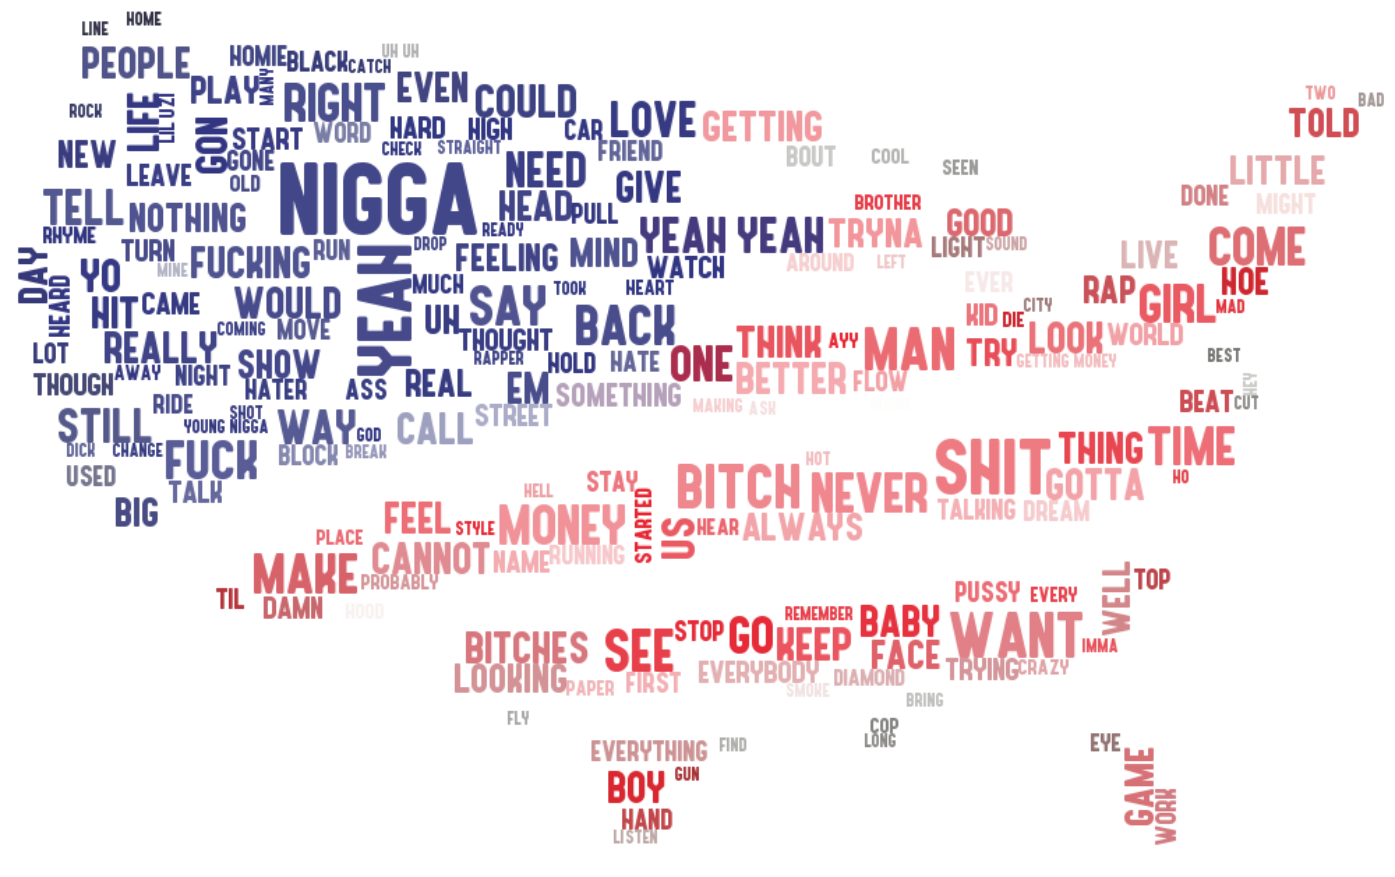 LINE
HOME
PEOPLE
HOMIE
BLACK
CATCH
UH UH
PLAY
MANY
RIGHT
EVEN
COULD
LOVE
GETTING
TWO
BAD
TOLD
ROCK
LIFE
LIL UZI
GON
START
WORD
HARD
HIGH
CAR
FRIEND
BOUT
COOL
SEEN
LITTLE
NEW
LEAVE
GONE
OLD
CHECK
STRAIGHT
NEED
GIVE
DONE
MIGHT
NIGGA
HEAD
PULL
BROTHER
TELL
NOTHING
READY
YEAH YEAH
TRYNA
GOOD
LIGHT
SOUND
LIVE
COME
RHYME
TURN
MINE
FUCKING
RUN
DROP
FEELING
MIND
WATCH
AROUND
LEFT
DAY
HEARD
YO
YEAH
MUCH
TOOK
HEART
EVER
RAP
HOE
HIT
CAME
WOULD
SAY
BACK
KID
DIE
CITY
GIRL
MAD
COMING
MOVE
UH
THOUGHT
THINK
AYY
MAN
TRY
LOOK
WORLD
GETTING MONEY
LOT
REALLY
SHOW
RAPPER
HOLD
HATE
ONE
BEST
THOUGH
AWAY
NIGHT
HATER
ASS
REAL
EM
SOMETHING
BETTER
FLOW
HEY
RIDE
SHOT
STREET
MAKING
ASK
BEAT
CUT
STILL
YOUNG NIGGA
WAY
GOD
CALL
DICK
CHANGE
FUCK
BLOCK
BREAK
SHIT
THING
TIME
USED
TALK
HOT
BITCH
NEVER
GOTTA
HO
BIG
HELL
STAY
STARTED
TALKING
DREAM
FEEL
STYLE
MONEY
US
HEAR
ALWAYS
PLACE
CANNOT
NAME
RUNNING
MAKE
PROBABLY
WELL
TOP
TIL
DAMN
HOOD
PUSSY
EVERY
BITCHES
SEE
STOP
GO
REMEMBER
KEEP
BABY
WANT
IMMA
LOOKING
PAPER
FIRST
EVERYBODY
FACE
DIAMOND
TRYING
CRAZY
SMOKE
BRING
FLY
COP
LONG
EVERYTHING
FIND
EYE
BOY
GUN
GAME
WORK
HAND
LISTEN